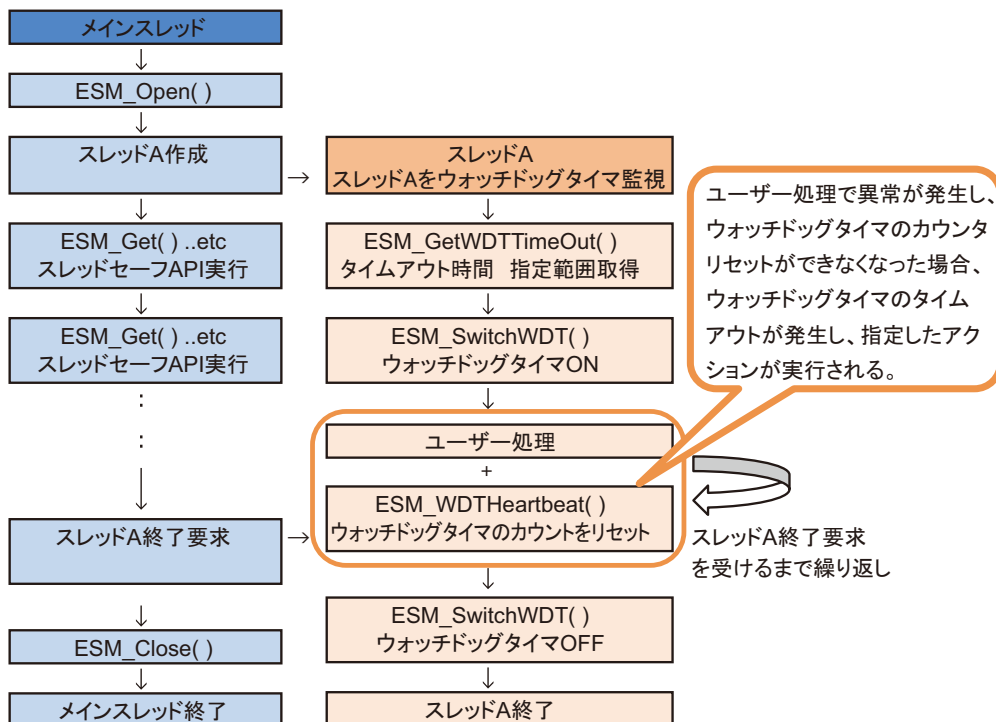 メインスレッド
ESM_Open( )
スレッドA作成
ESM_Get( ) ..etc
スレッドセーフAPI実行
ESM_Get( ) ..etc
スレッドセーフAPI実行
:
:
スレッドA終了要求
ESM_Close( )
メインスレッド終了
スレッドA
スレッドAをウォッチドッグタイマ監視
ESM_GetWDTTimeOut( )
タイムアウト時間 指定範囲取得
ESM_SwitchWDT( )
ウォッチドッグタイマON
ユーザー処理
+
ESM_WDTHeartbeat( )
ウォッチドッグタイマのカウントをリセット
ESM_SwitchWDT( )
ウォッチドッグタイマOFF
スレッドA終了
ユーザー処理で異常が発生し、
ウォッチドッグタイマのカウンタ
リセットができなくなった場合、
ウォッチドッグタイマのタイム
アウトが発生し、指定したアク
ションが実行される。
スレッドA終了要求
を受けるまで繰り返し